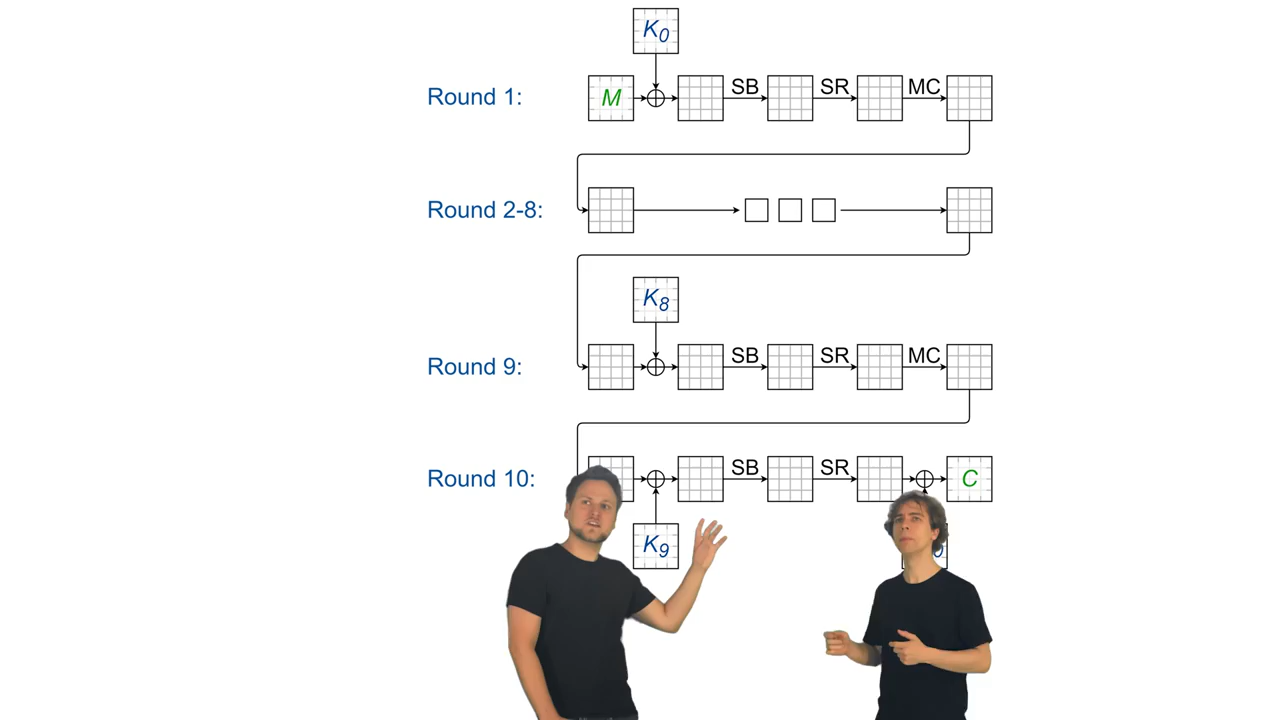 K0
Round 1: M SB SR MC
Round 2-8:
K8
Round 9: SB SR MC
Round 10: SB SR C
K9